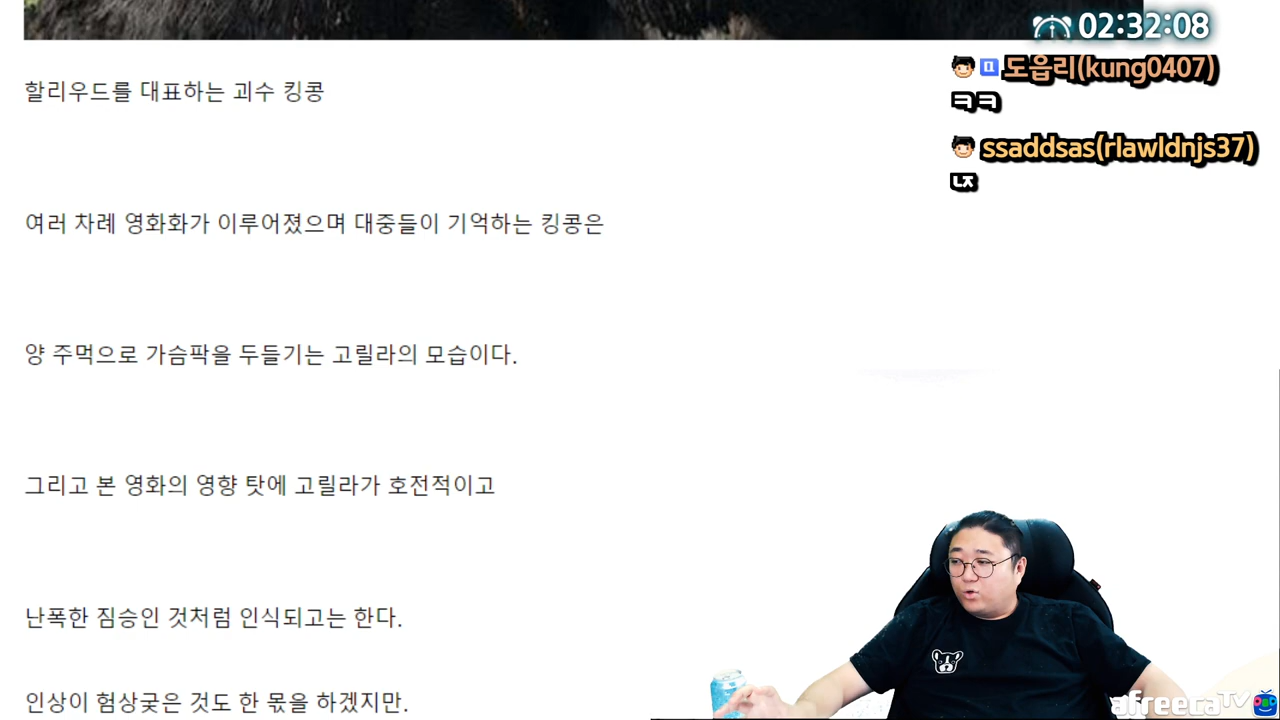 02:32:08
도읍리(kung0407)
ㅋㅋ
ssaddsas(rlawldnjs37)
ㄴㅈ
할리우드를 대표하는 괴수 킹콩
여러 차례 영화화가 이루어졌으며 대중들이 기억하는 킹콩은
양 주먹으로 가슴팍을 두들기는 고릴라의 모습이다.
그리고 본 영화의 영향 탓에 고릴라가 호전적이고
난폭한 짐승인 것처럼 인식되고는 한다.
인상이 험상궂은 것도 한 몫을 하겠지만.
afreecaTV